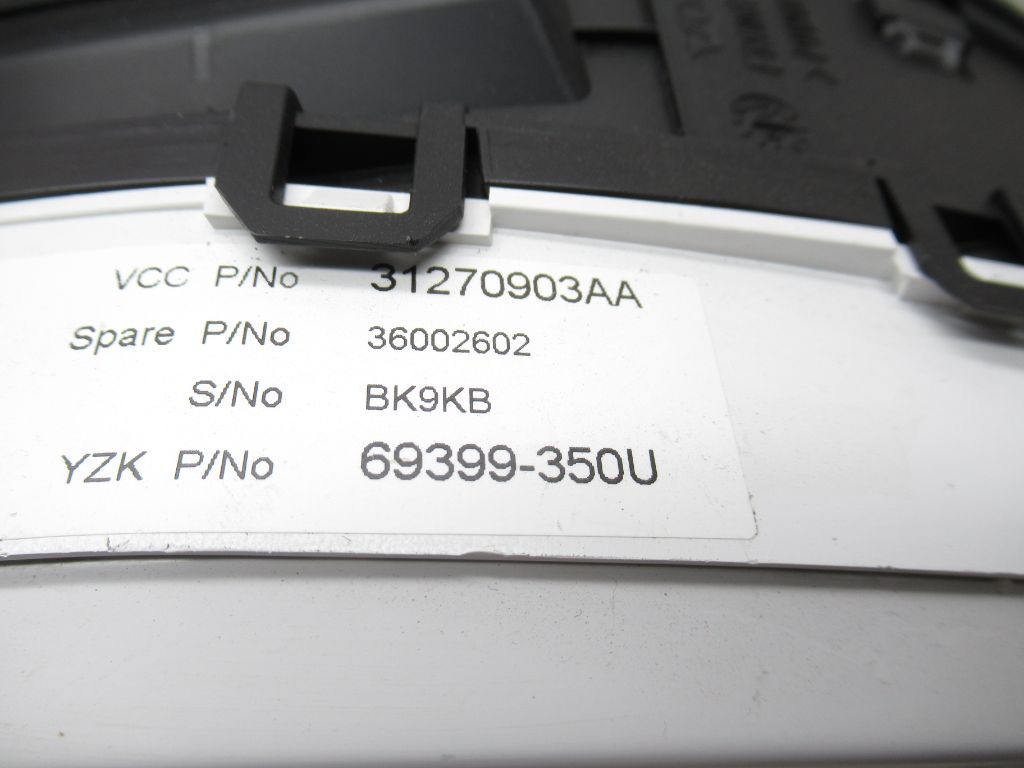 VCC P/No 31270903AA
Spare P/No 36002602
S/No BK9KB
YZK P/No 69399-350U